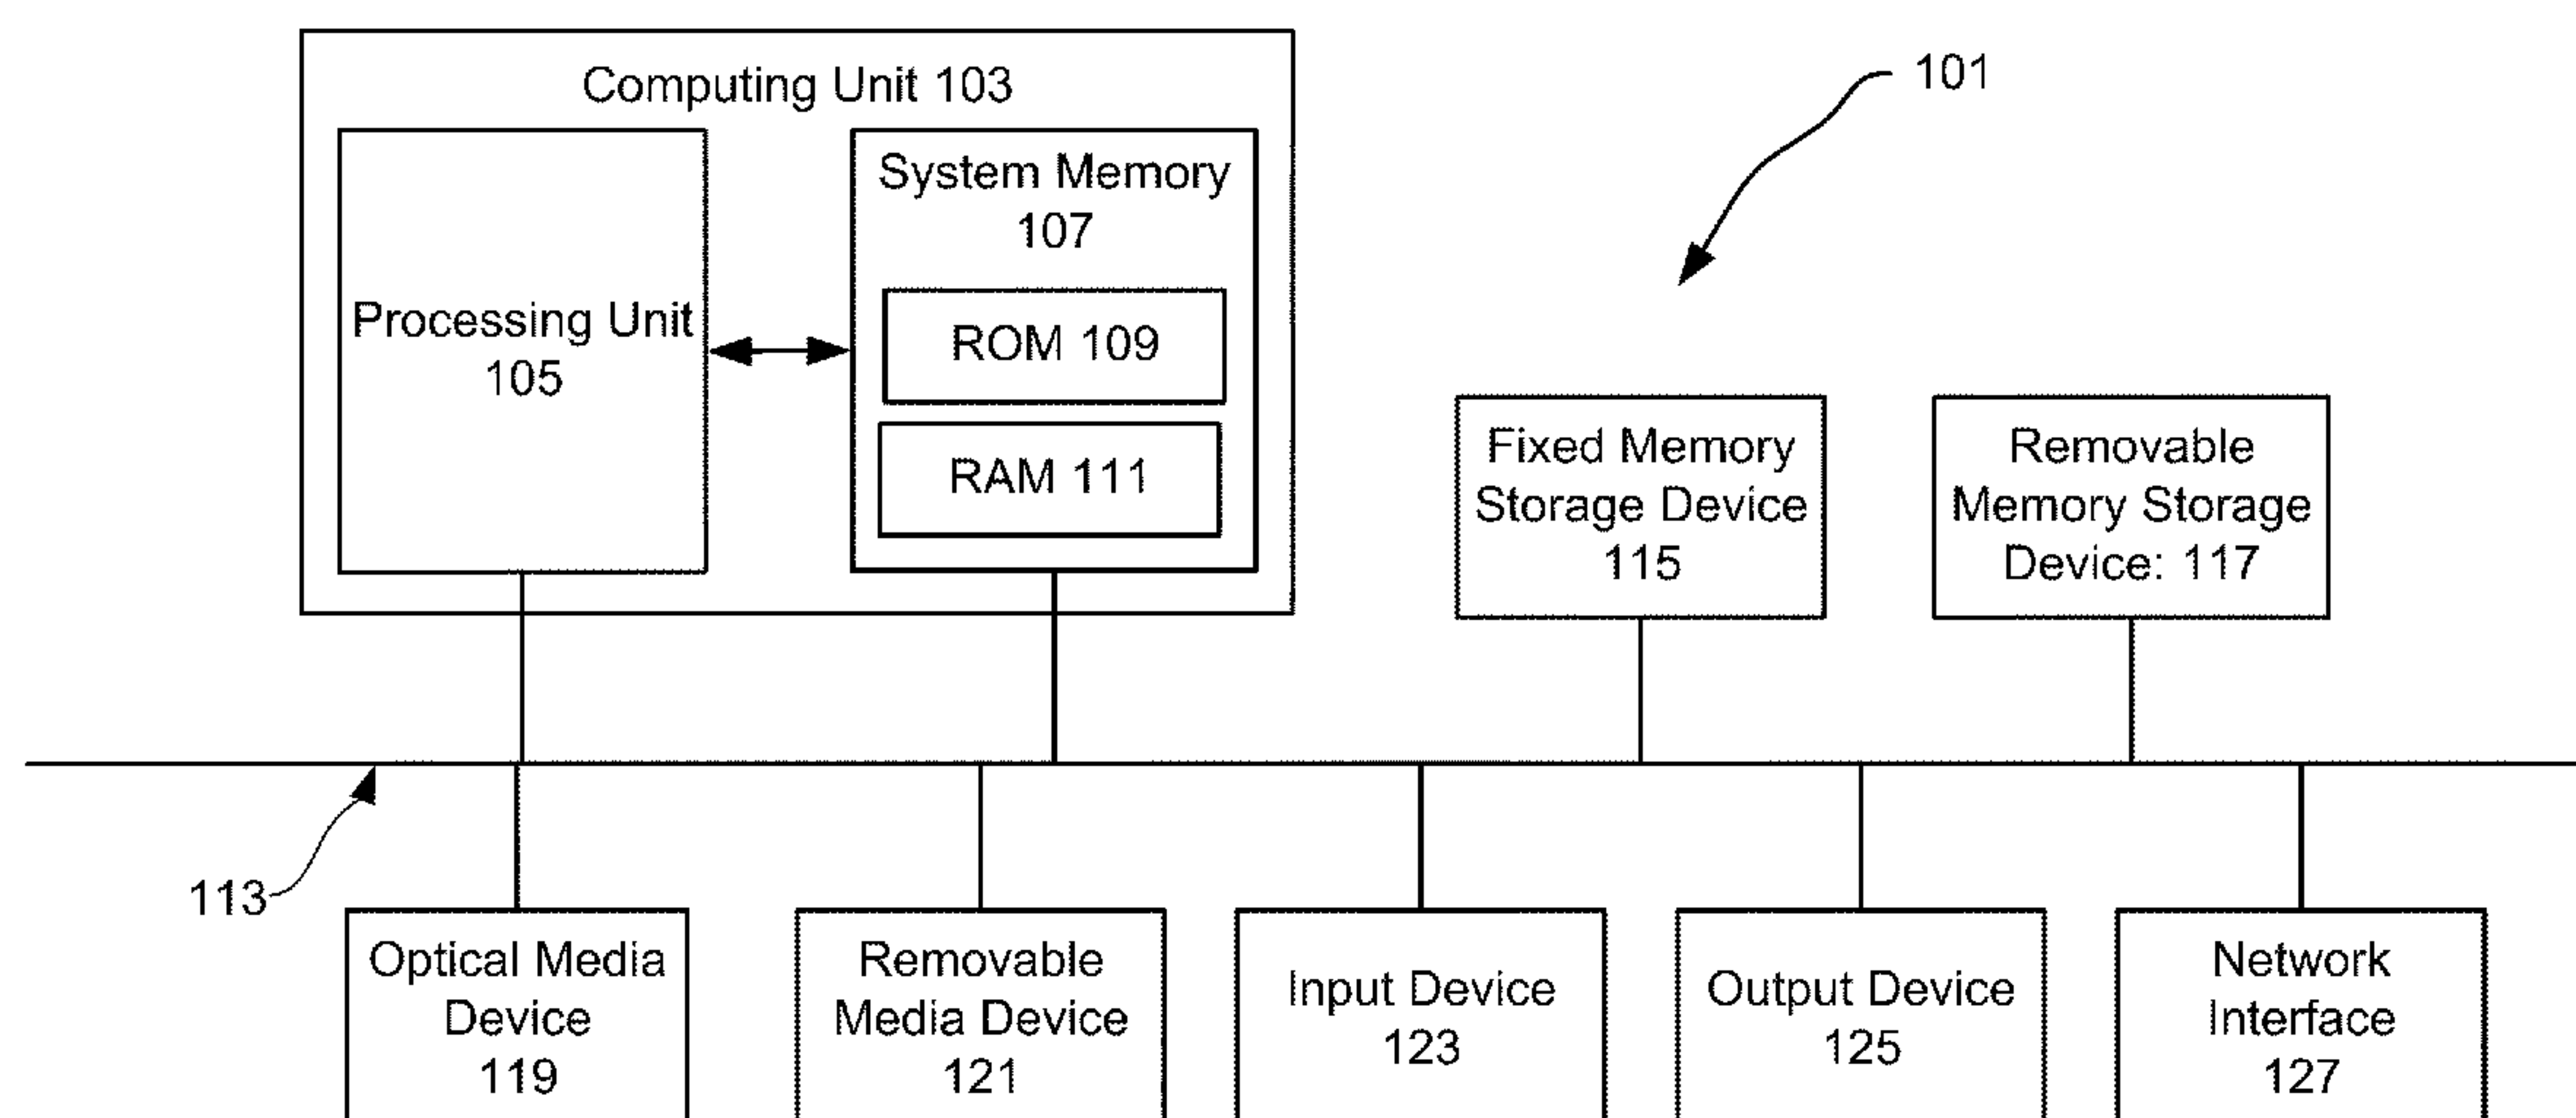 Computing Unit 103
101
System Memory
107
Processing Unit
105
ROM 109
RAM 111
Fixed Memory
Storage Device
115
Removable
Memory Storage
Device: 117
113
Optical Media
Device
119
Removable
Media Device
121
Input Device
123
Output Device
125
Network
Interface
127